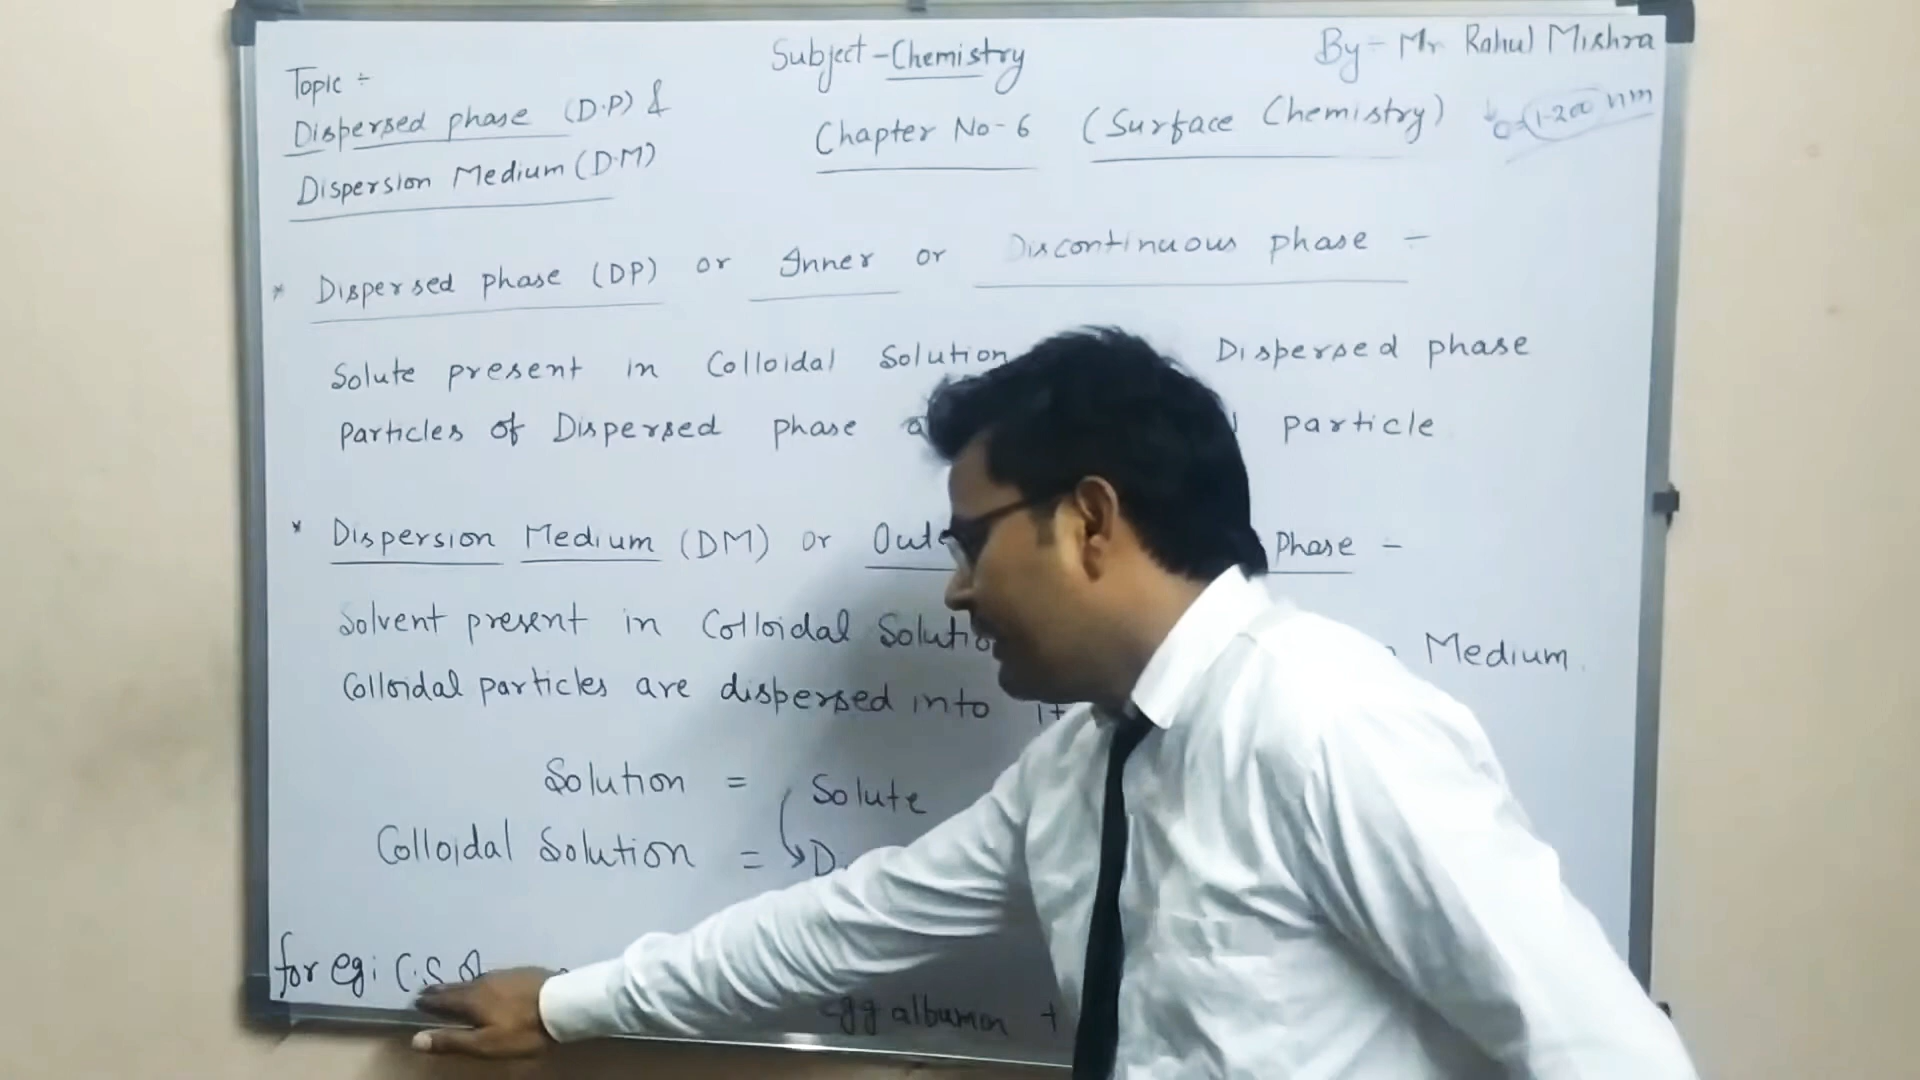 Subject - Chemistry
By - Mr Rahul Mishra
Topic ÷
Dispersed phase (D.P) &
Dispersion Medium (D.M)
Chapter No - 6 (Surface Chemistry)
1-200 nm
* Dispersed phase (DP) or Inner or Discontinuous phase -
Solute present in Colloidal Solution Dispersed phase
Particles of Dispersed phase particle
* Dispersion Medium (DM) or Phase -
Solvent present in Colloidal Medium.
Colloidal particles are dispersed into it
Solution = Solute
Colloidal Solution = D.
for eg: C.S of
egg albumin +